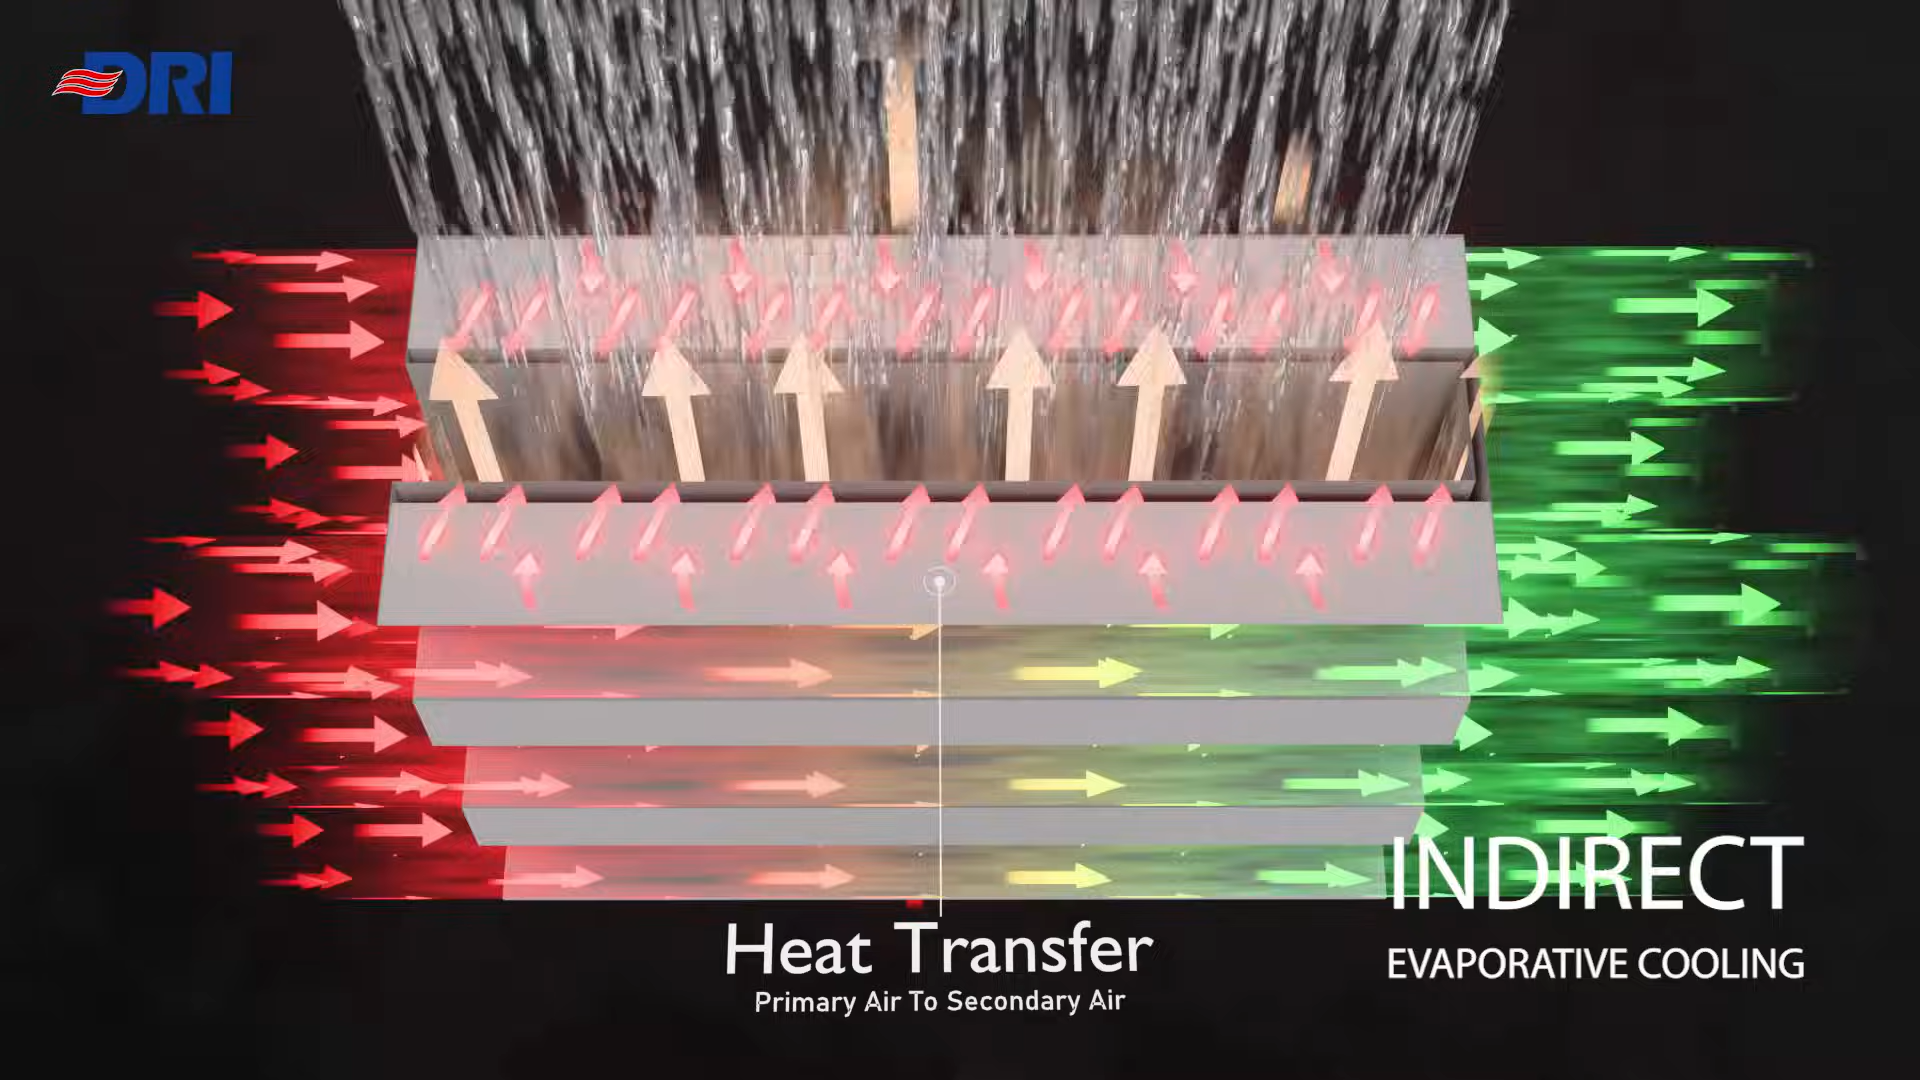 DRI
INDIRECT
EVAPORATIVE COOLING
Heat Transfer
Primary Air To Secondary Air